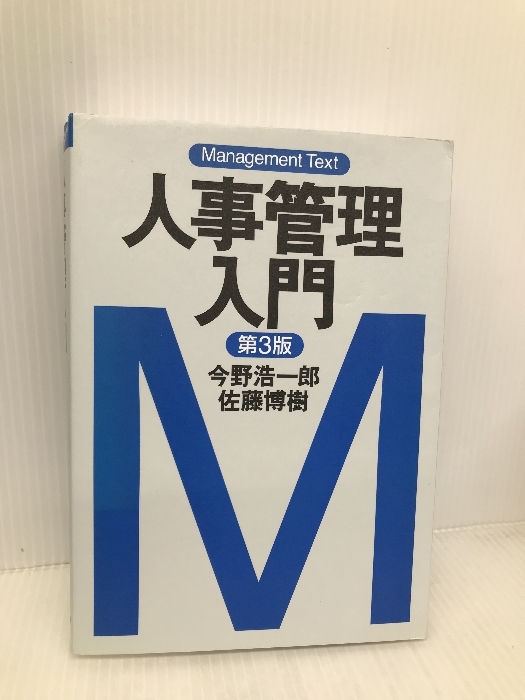 Management Text
人事管理
入門
第3版
今野浩一郎
佐藤博樹
M